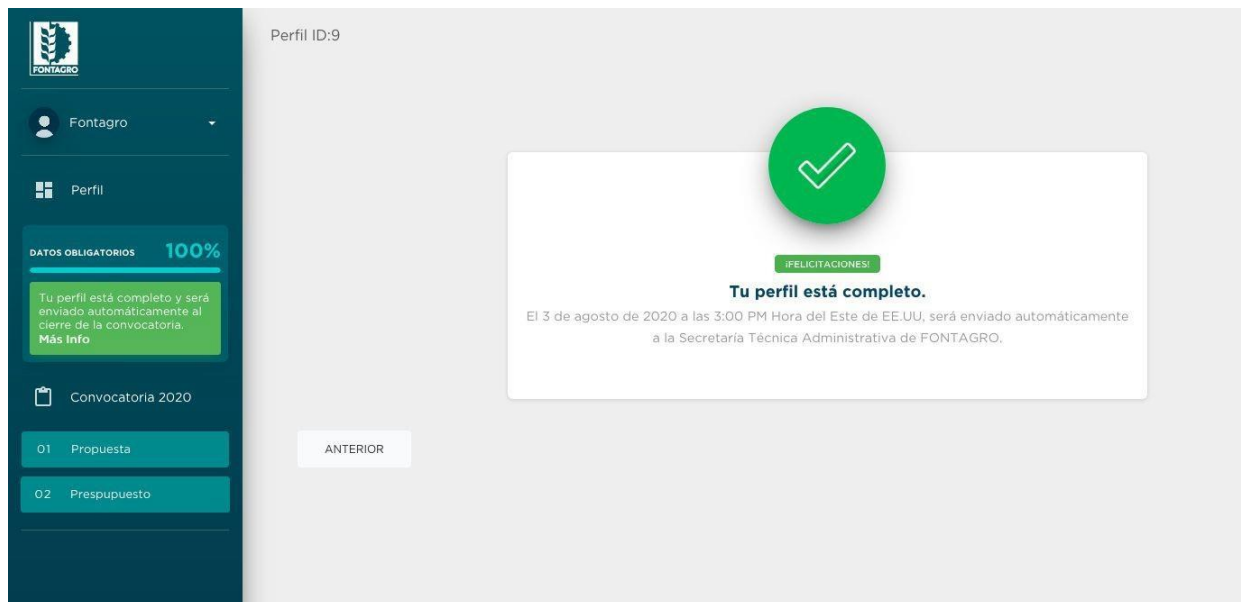 FONTAGRO
Fontagro
Perfil
DATOS OBLIGATORIOS 100%
Tu perfil está completo y será
enviado automáticamente al
cierre de la convocatoria.
Más Info
Convocatoria 2020
01 Propuesta
02 Prespupuesto
Perfil ID:9
¡FELICITACIONES!
Tu perfil está completo.
El 3 de agosto de 2020 a las 3:00 PM Hora del Este de EE.UU, será enviado automáticamente
a la Secretaría Técnica Administrativa de FONTAGRO.
ANTERIOR